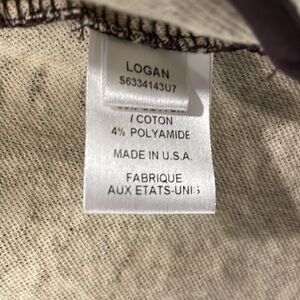 LOGAN
S6334143U7
/ COTON
4% POLYAMIDE
MADE IN U.S.A.
FABRIQUE
AUX ETATS-UNIS